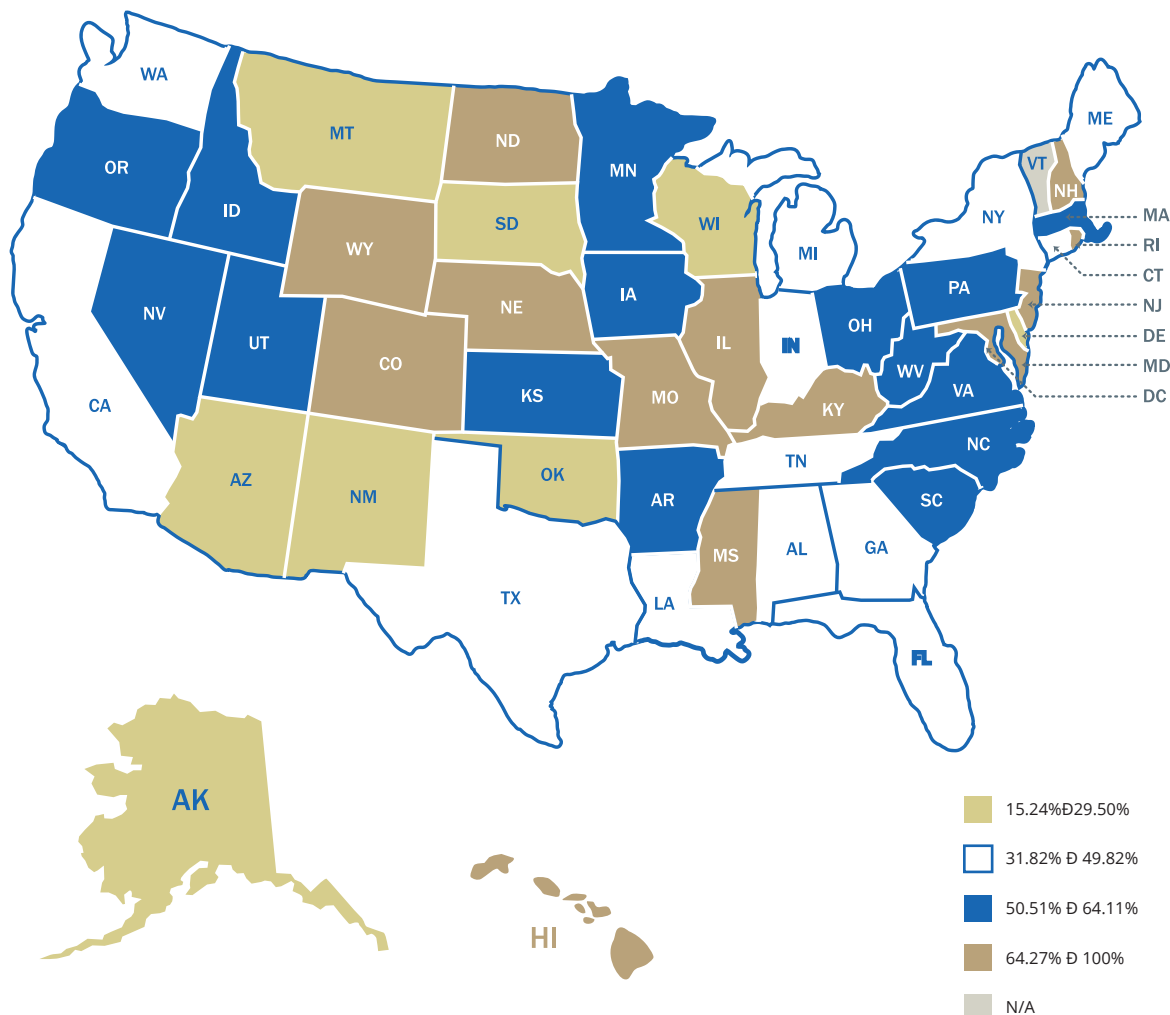 WA
MT
ND
MN
ME
OR
ID
SD
WI
VT
NH
MA
NY
RI
WY
MI
CT
NE
IA
PA
NJ
NV
UT
CO
IL
IN
OH
DE
WV
MD
CA
KS
MO
KY
VA
DC
AZ
NM
OK
TN
NC
AR
SC
MS
AL
GA
TX
LA
FL
AK
HI
15.24%Ð29.50%
31.82% Ð 49.82%
50.51% Ð 64.11%
64.27% Ð 100%
N/A